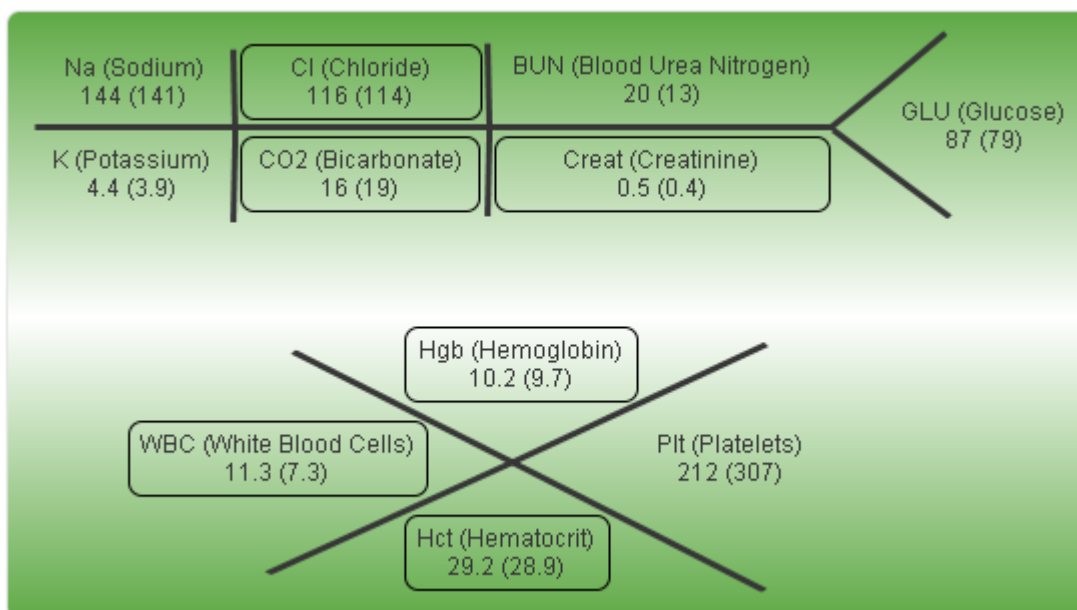 Na (Sodium)
144 (141)
Cl (Chloride)
116 (114)
BUN (Blood Urea Nitrogen)
20 (13)
GLU (Glucose)
87 (79)
K (Potassium)
4.4 (3.9)
CO2 (Bicarbonate)
16 (19)
Creat (Creatinine)
0.5 (0.4)
Hgb (Hemoglobin)
10.2 (9.7)
WBC (White Blood Cells)
11.3 (7.3)
Plt (Platelets)
212 (307)
Hct (Hematocrit)
29.2 (28.9)